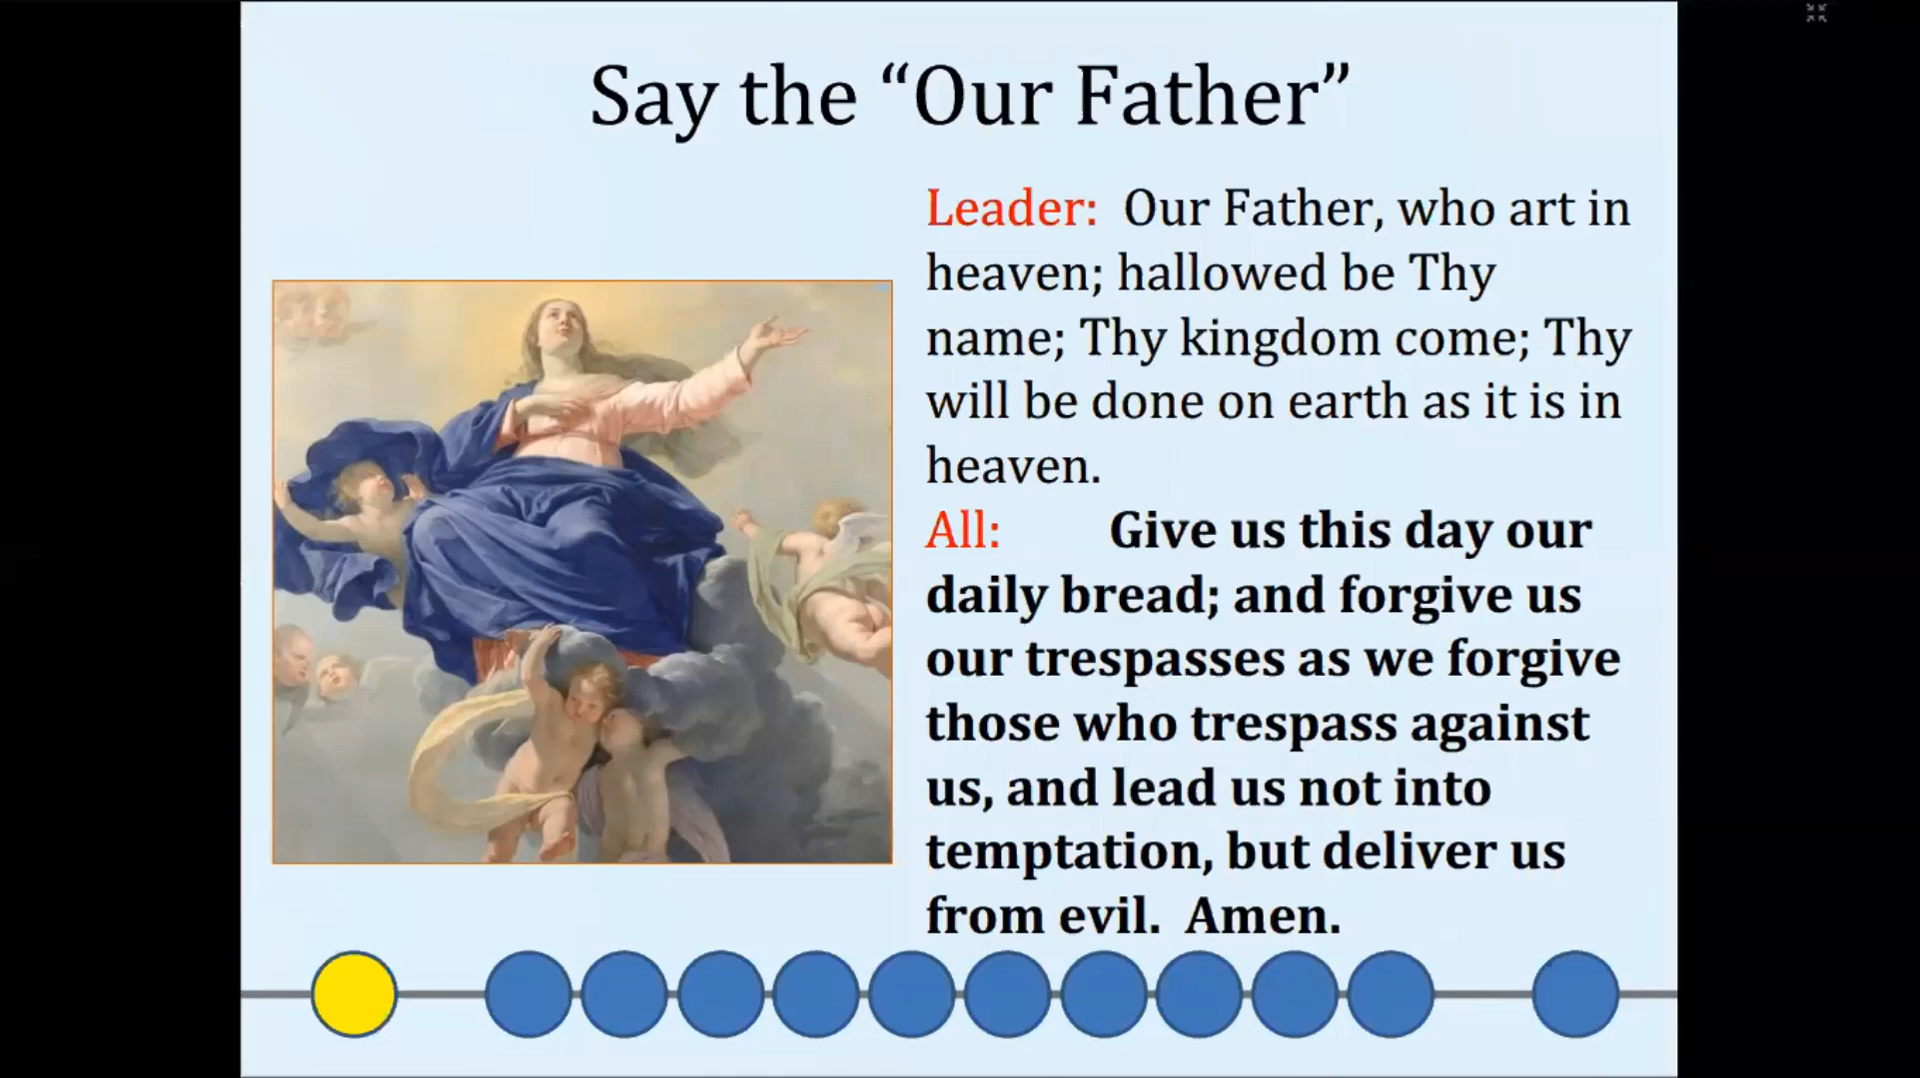 Say the “Our Father”
Leader:  Our Father, who art in
heaven; hallowed be Thy
name; Thy kingdom come; Thy
will be done on earth as it is in
heaven.
All:  Give us this day our
daily bread; and forgive us
our trespasses as we forgive
those who trespass against
us, and lead us not into
temptation, but deliver us
from evil.  Amen.